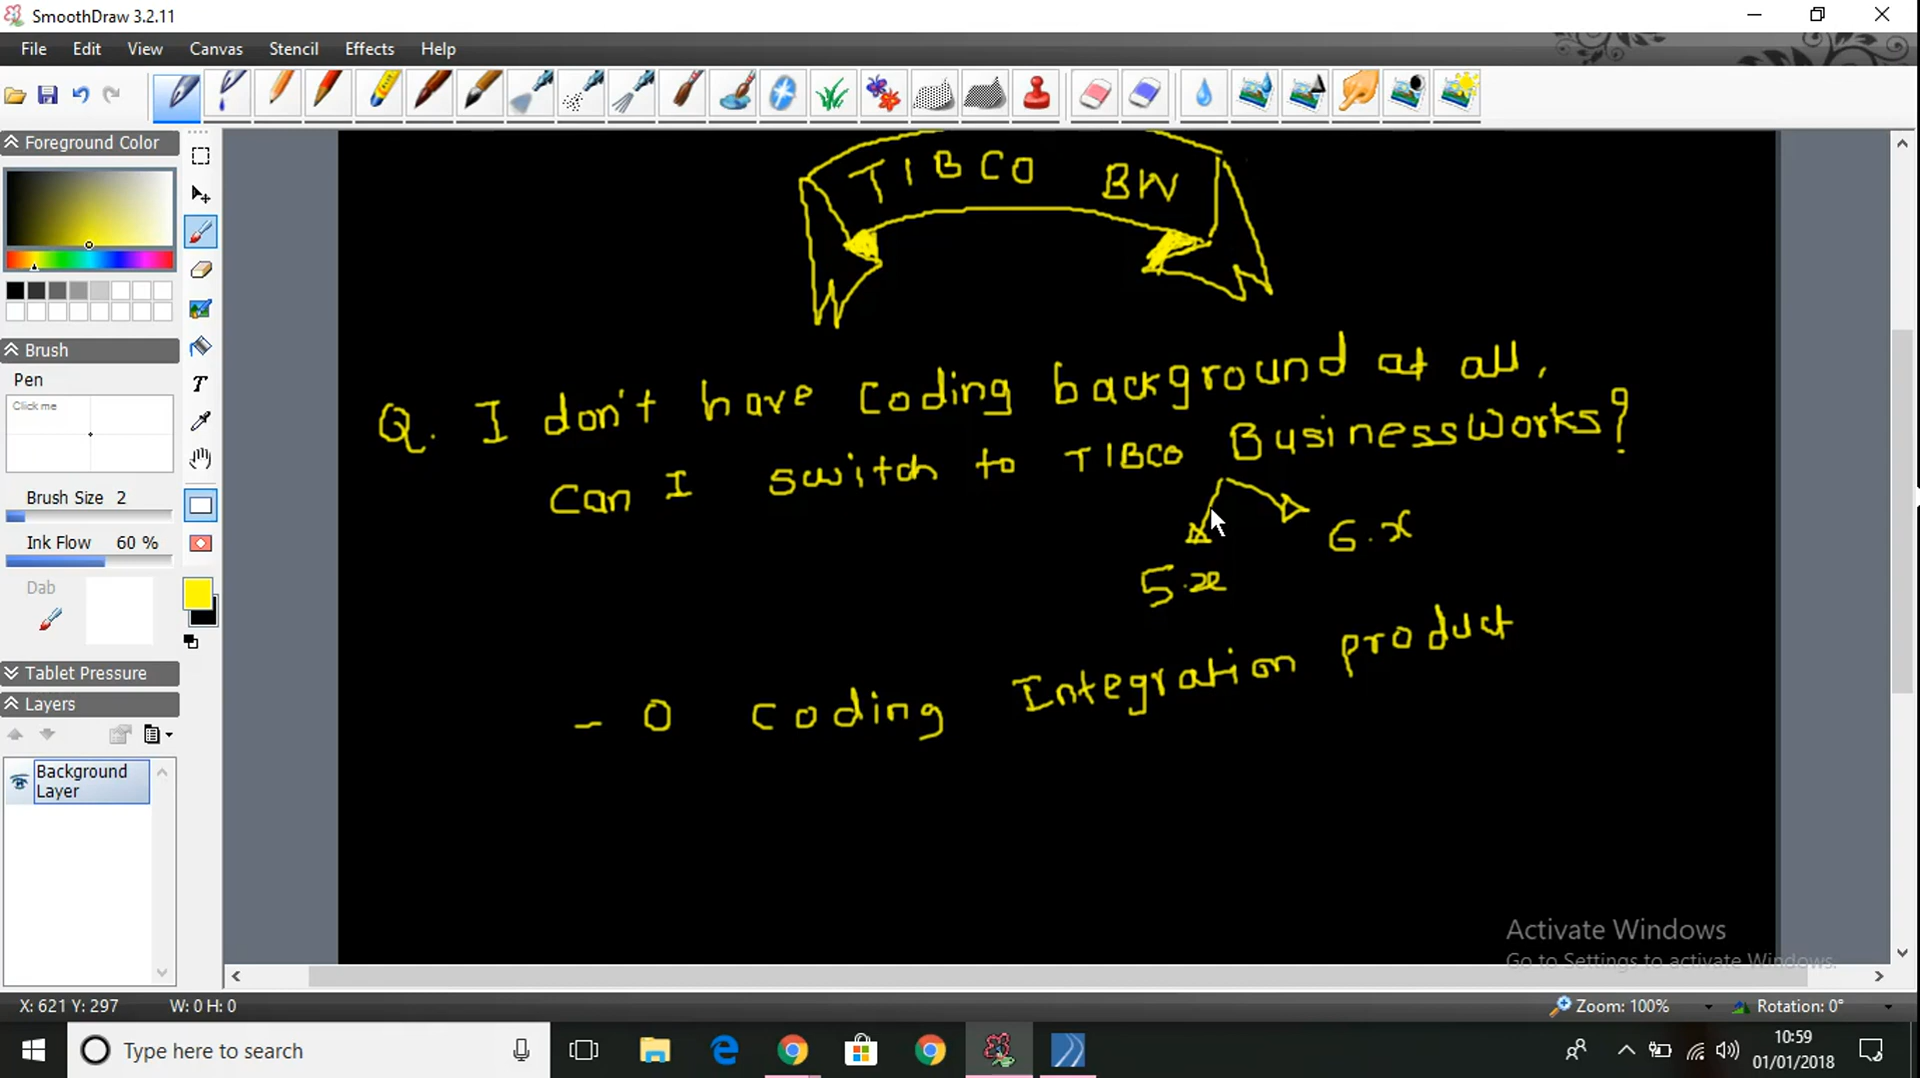 SmoothDraw 3.2.11
File Edit View Canvas Stencil Effects Help
Foreground Color
Brush
Pen
Click me
Brush Size 2
Ink Flow 60 %
Dab
Tablet Pressure
Layers
Background
Layer
TIBCO BW
Q. I don't have Coding background at all,
Can I switch to TIBCO BusinessWorks?
6.x
5.x
- 0 Coding Integration product
Activate Windows
Go to Settings to activate Windows.
X: 621 Y: 297 W: 0 H: 0 Zoom: 100% Rotation: 0°
Type here to search
10:59
01/01/2018